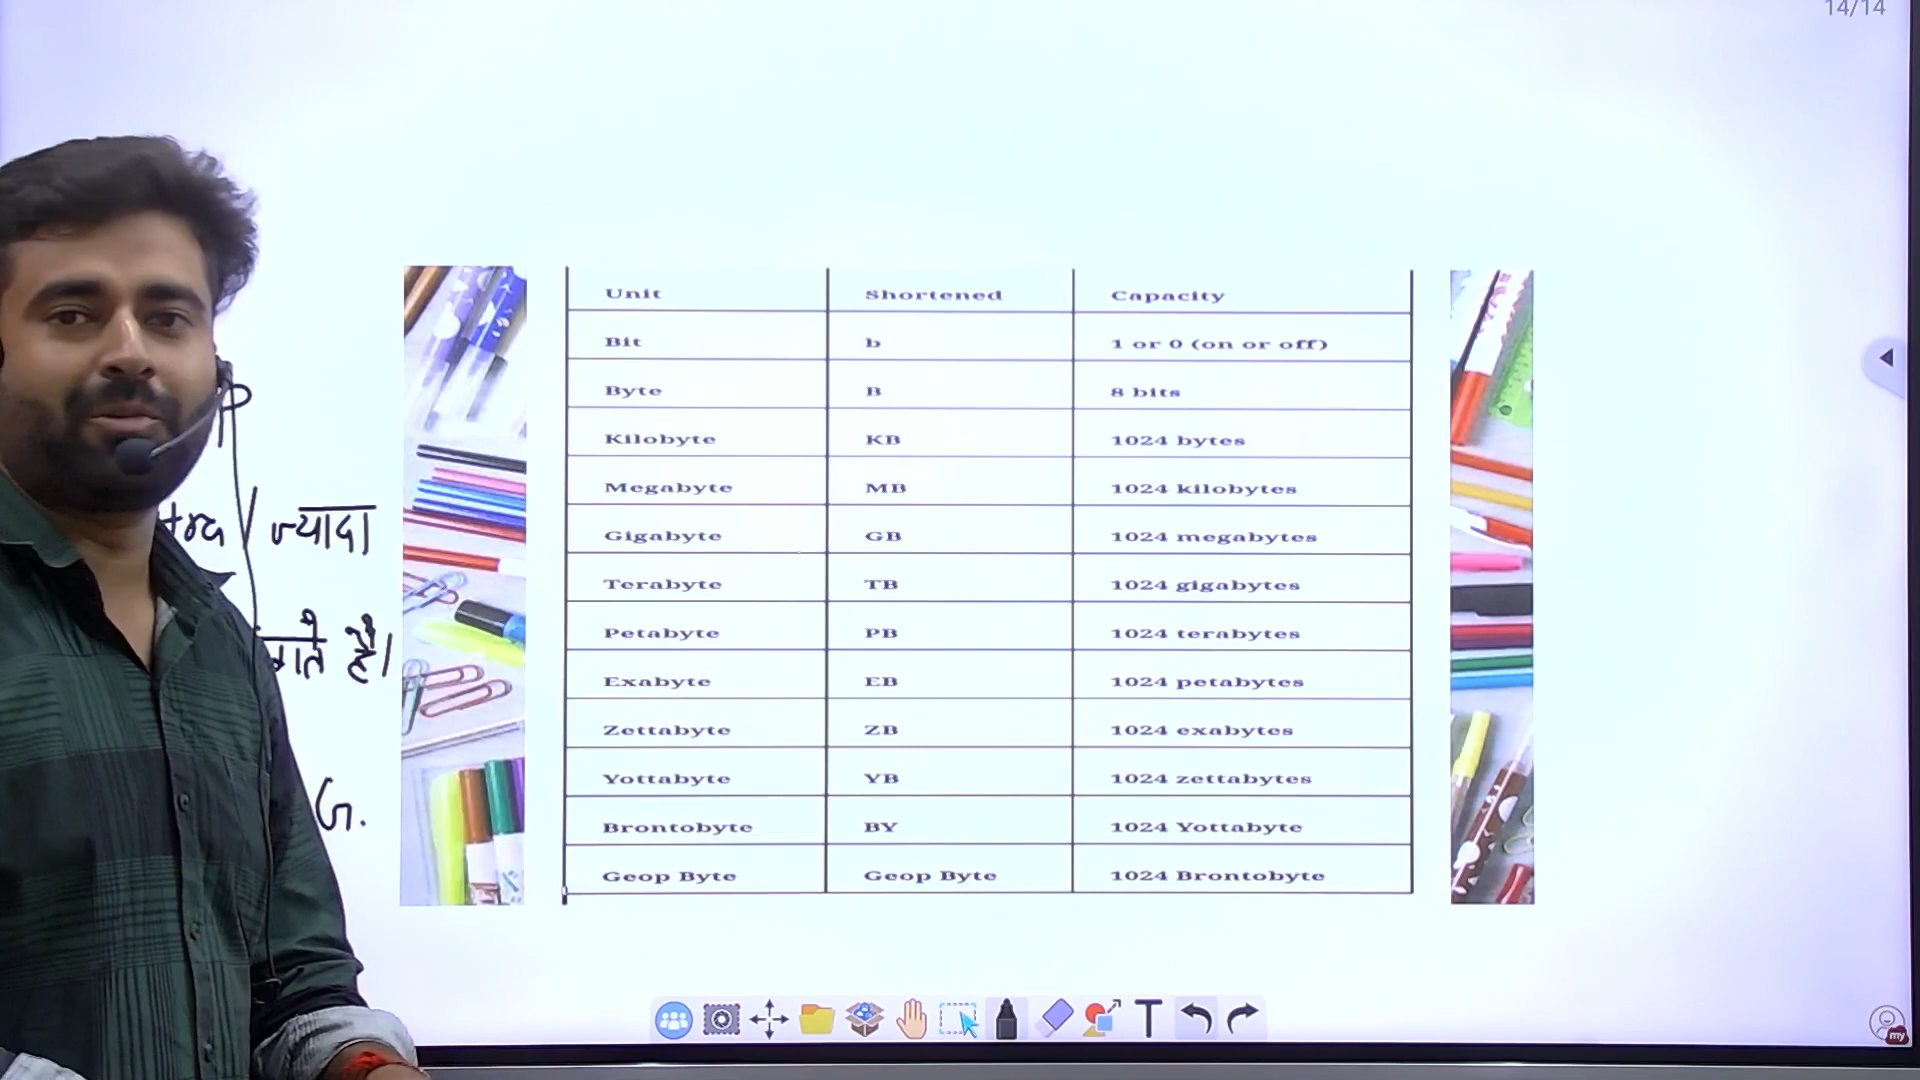 14/14
Unit Shortened Capacity
Bit b 1 or 0 (on or off)
Byte B 8 bits
Kilobyte KB 1024 bytes
Megabyte MB 1024 kilobytes
Gigabyte GB 1024 megabytes
Terabyte TB 1024 gigabytes
Petabyte PB 1024 terabytes
Exabyte EB 1024 petabytes
Zettabyte ZB 1024 exabytes
Yottabyte YB 1024 zettabytes
Brontobyte BY 1024 Yottabyte
Geop Byte Geop Byte 1024 Brontobyte
ज्यादा
हैं।
G.
T
my